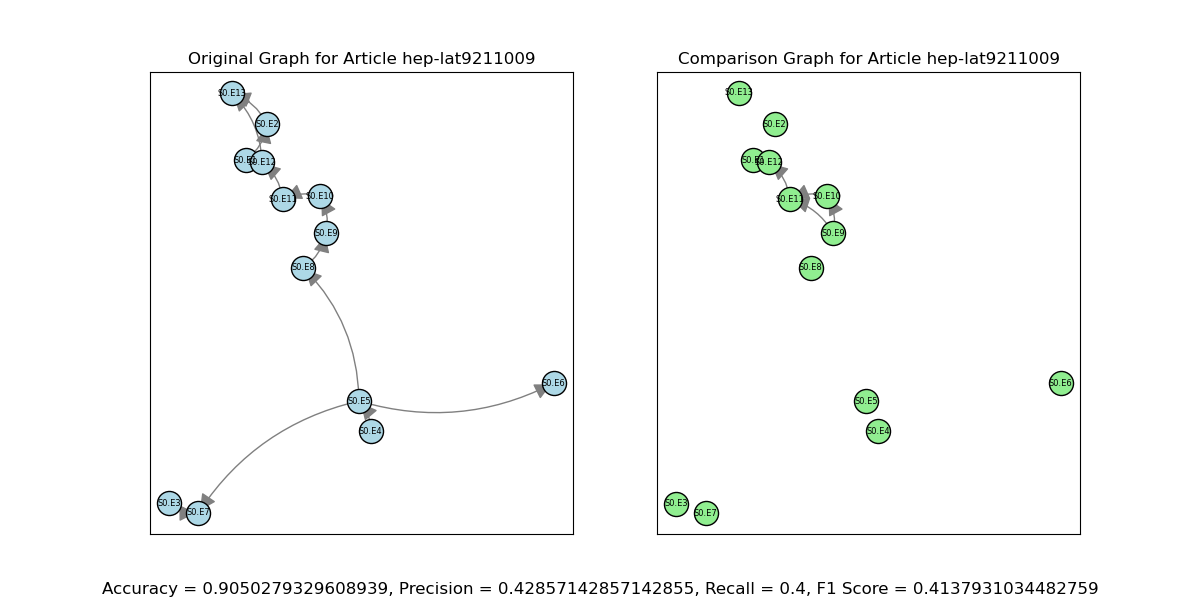 Original Graph for Article hep-lat9211009
S0.E13
S0.E2
S0.E12
S0.E11
S0.E10
S0.E9
S0.E8
S0.E6
S0.E5
S0.E4
S0.E3
S0.E7
Comparison Graph for Article hep-lat9211009
S0.E13
S0.E2
S0.E12
S0.E11
S0.E10
S0.E9
S0.E8
S0.E6
S0.E5
S0.E4
S0.E3
S0.E7
Accuracy = 0.9050279329608939, Precision = 0.42857142857142855, Recall = 0.4, F1 Score = 0.4137931034482759